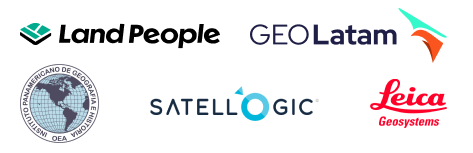 Land People
GEOLatam
INSTITUTO PANAMERICANO DE GEOGRAFIA E HISTORIA
OEA
SATELLOGIC
Leica
Geosystems